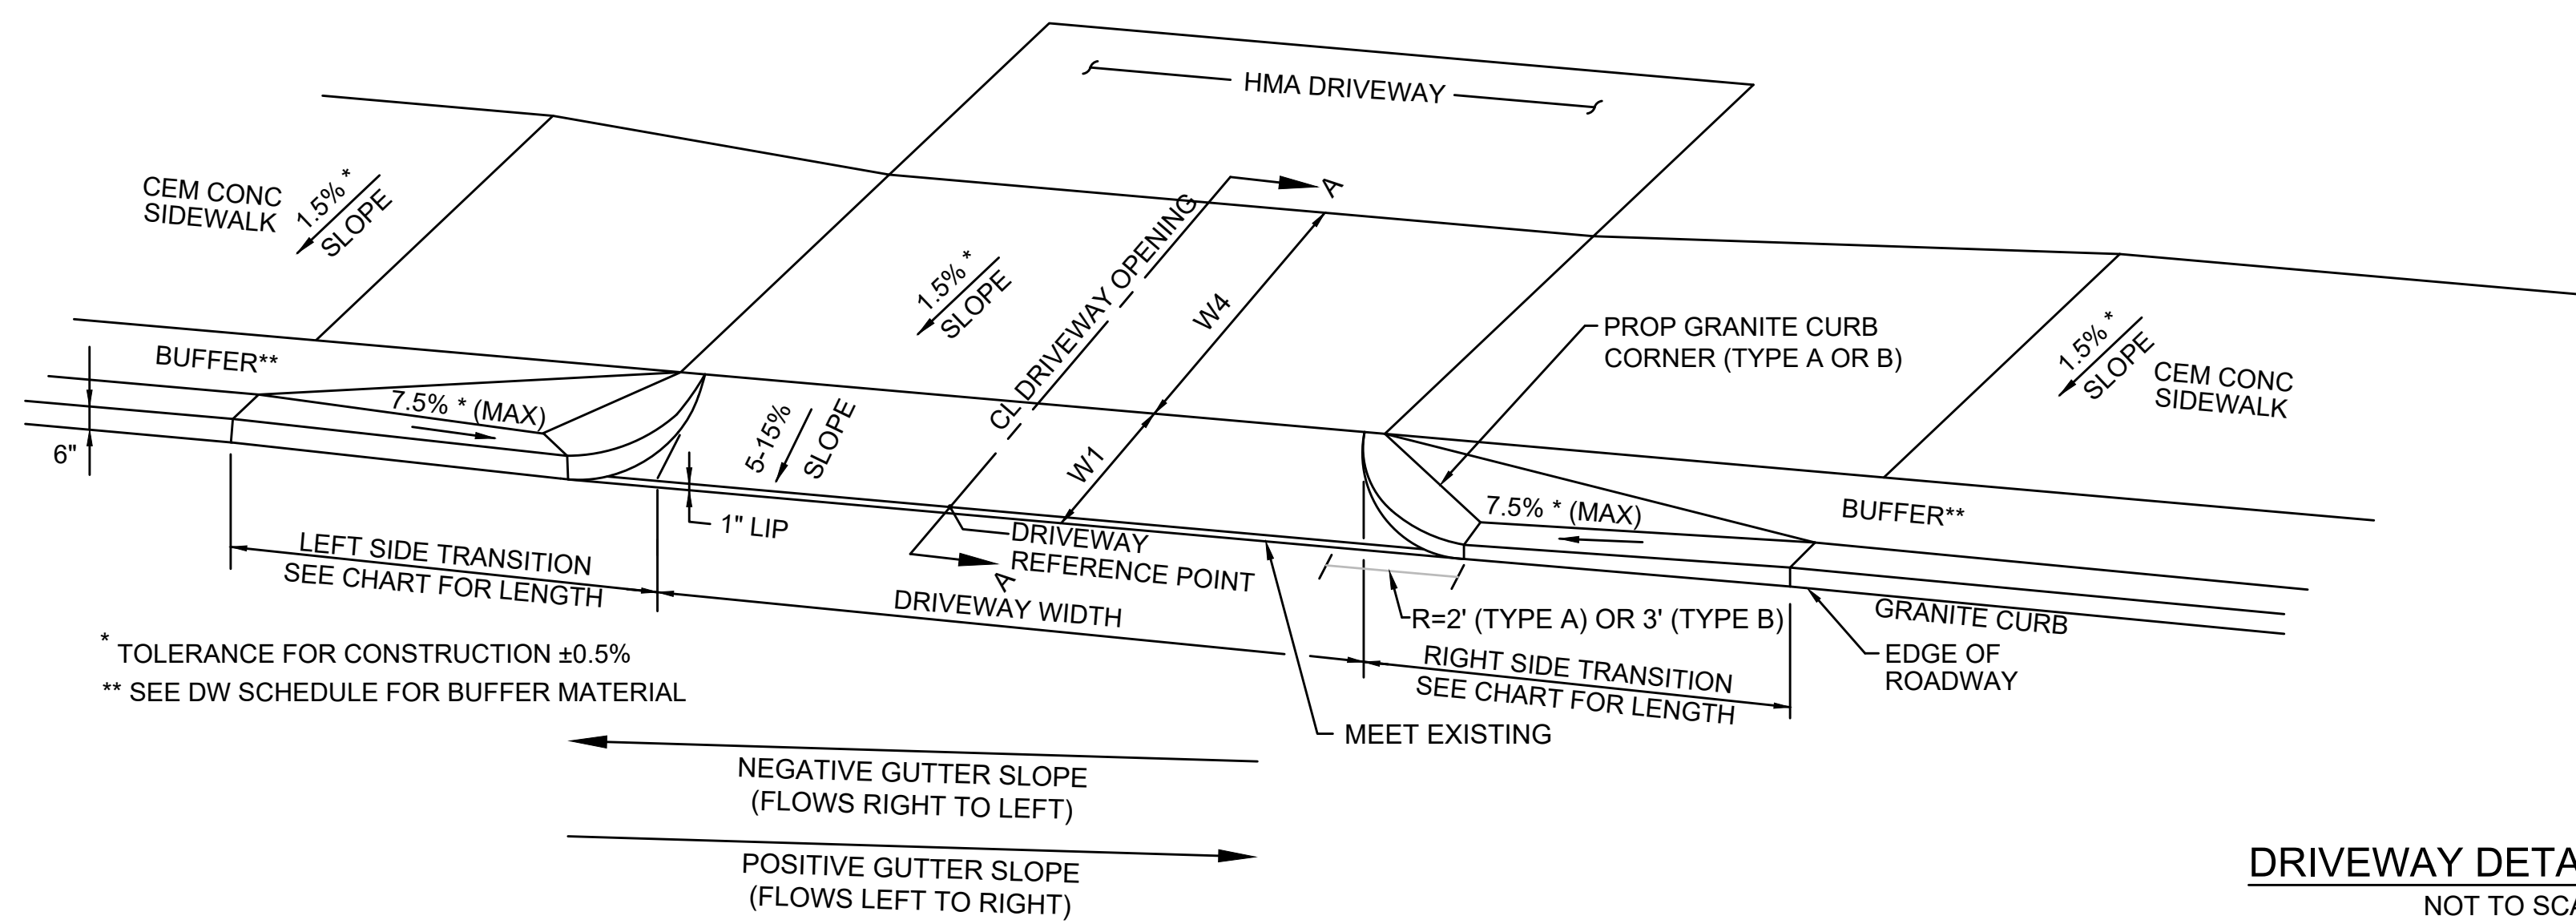 HMA DRIVEWAY
CEM CONC
SIDEWALK
1.5% *
SLOPE
A
CL DRIVEWAY OPENING
1.5% *
SLOPE
W4
PROP GRANITE CURB
CORNER (TYPE A OR B)
1.5% *
SLOPE
CEM CONC
SIDEWALK
BUFFER**
7.5% * (MAX)
6"
5-15%
SLOPE
W1
1" LIP
7.5% * (MAX)
BUFFER**
DRIVEWAY
REFERENCE POINT
A
LEFT SIDE TRANSITION
SEE CHART FOR LENGTH
DRIVEWAY WIDTH
R=2' (TYPE A) OR 3' (TYPE B)
GRANITE CURB
EDGE OF
ROADWAY
RIGHT SIDE TRANSITION
SEE CHART FOR LENGTH
MEET EXISTING
* TOLERANCE FOR CONSTRUCTION ±0.5%
** SEE DW SCHEDULE FOR BUFFER MATERIAL
NEGATIVE GUTTER SLOPE
(FLOWS RIGHT TO LEFT)
POSITIVE GUTTER SLOPE
(FLOWS LEFT TO RIGHT)
DRIVEWAY
NOT TO